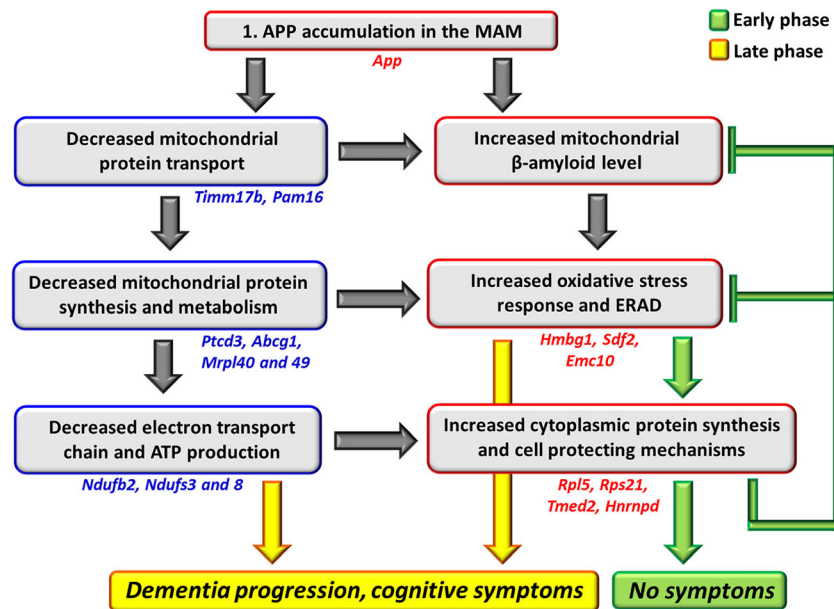 1. APP accumulation in the MAM
App
Early phase
Late phase
Decreased mitochondrial
protein transport
Timm17b, Pam16
Increased mitochondrial
β-amyloid level
Decreased mitochondrial protein
synthesis and metabolism
Ptcd3, Abcg1,
Mrpl40 and 49
Increased oxidative stress
response and ERAD
Hmbg1, Sdf2,
Emc10
Decreased electron transport
chain and ATP production
Ndufb2, Ndufs3 and 8
Increased cytoplasmic protein synthesis
and cell protecting mechanisms
Rpl5, Rps21,
Tmed2, Hnrnpd
Dementia progression, cognitive symptoms
No symptoms